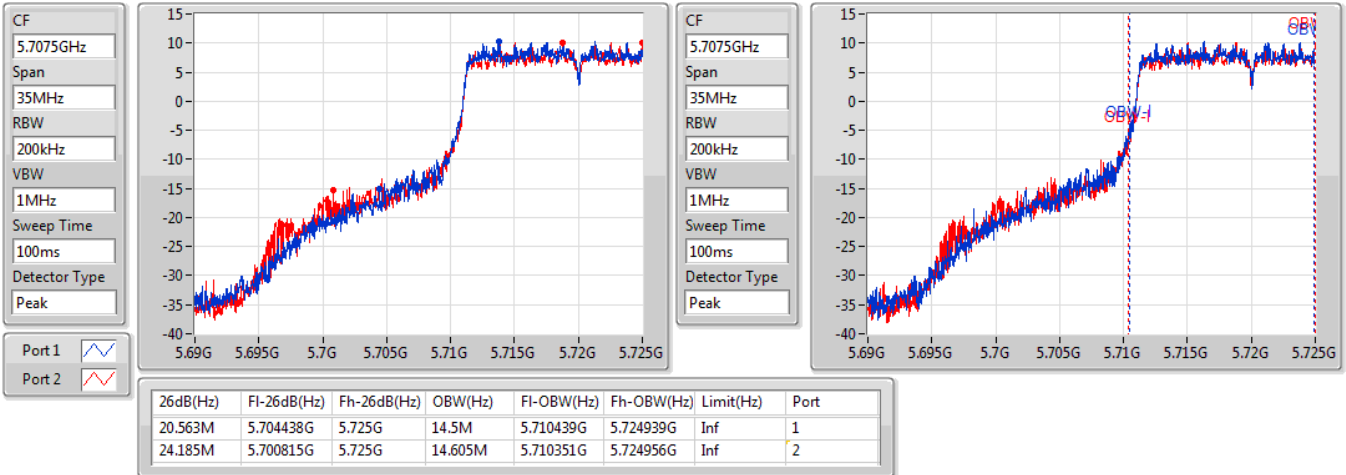 CF
5.7075GHz
Span
35MHz
RBW
200kHz
VBW
1MHz
Sweep Time
100ms
Detector Type
Peak
Port 1
Port 2
15
10
5
0
-5
-10
-15
-20
-25
-30
-35
-40
5.69G 5.695G 5.7G 5.705G 5.71G 5.715G 5.72G 5.725G
CF
5.7075GHz
Span
35MHz
RBW
200kHz
VBW
1MHz
Sweep Time
100ms
Detector Type
Peak
15
10
5
0
-5
-10
-15
-20
-25
-30
-35
-40
OBW-l
5.69G 5.695G 5.7G 5.705G 5.71G 5.715G 5.72G 5.725G
26dB(Hz) Fl-26dB(Hz) Fh-26dB(Hz) OBW(Hz) Fl-OBW(Hz) Fh-OBW(Hz) Limit(Hz) Port
20.563M 5.704438G 5.725G 14.5M 5.710439G 5.724939G Inf 1
24.185M 5.700815G 5.725G 14.605M 5.710351G 5.724956G Inf 2